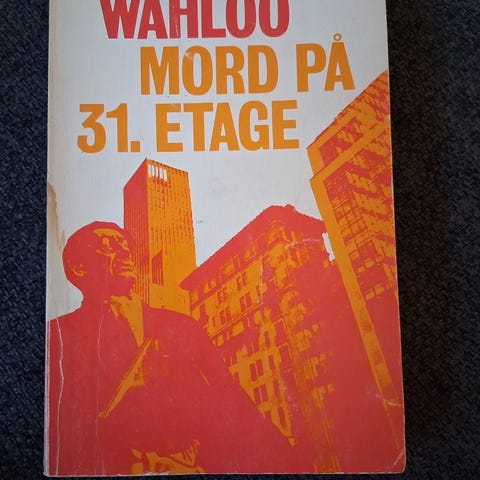 WAHLÖÖ
MORD PÅ
31. ETAGE